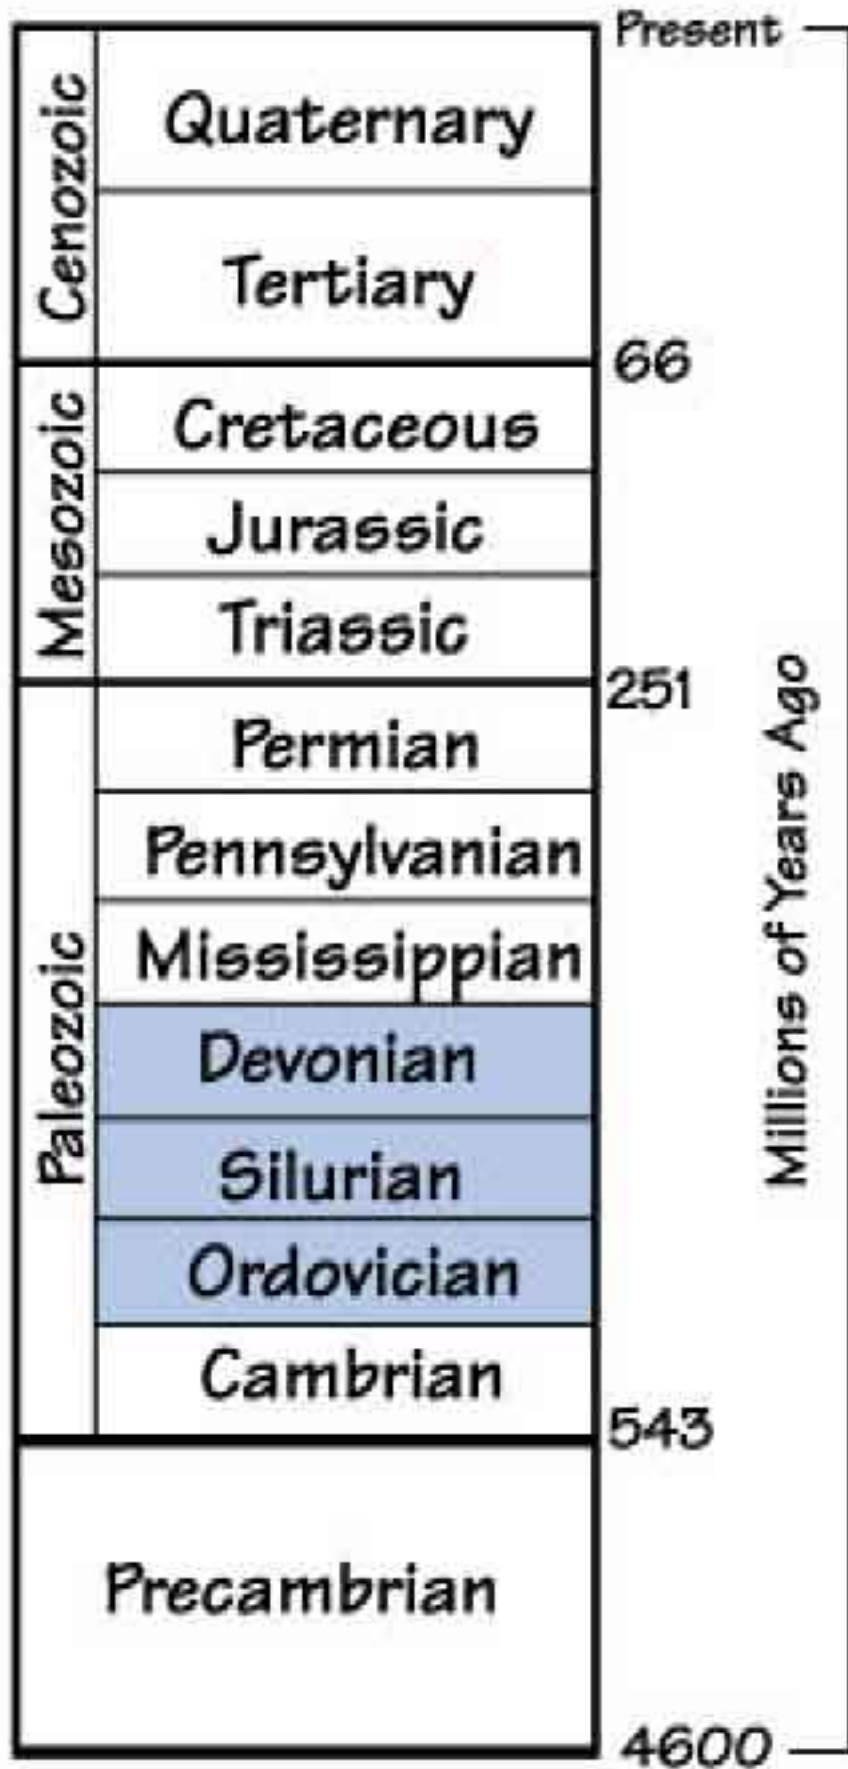 Present
Cenozoic
Quaternary
Tertiary
66
Mesozoic
Cretaceous
Jurassic
Triassic
251
Paleozoic
Permian
Pennsylvanian
Mississippian
Devonian
Silurian
Ordovician
Cambrian
543
Precambrian
4600
Millions of Years Ago